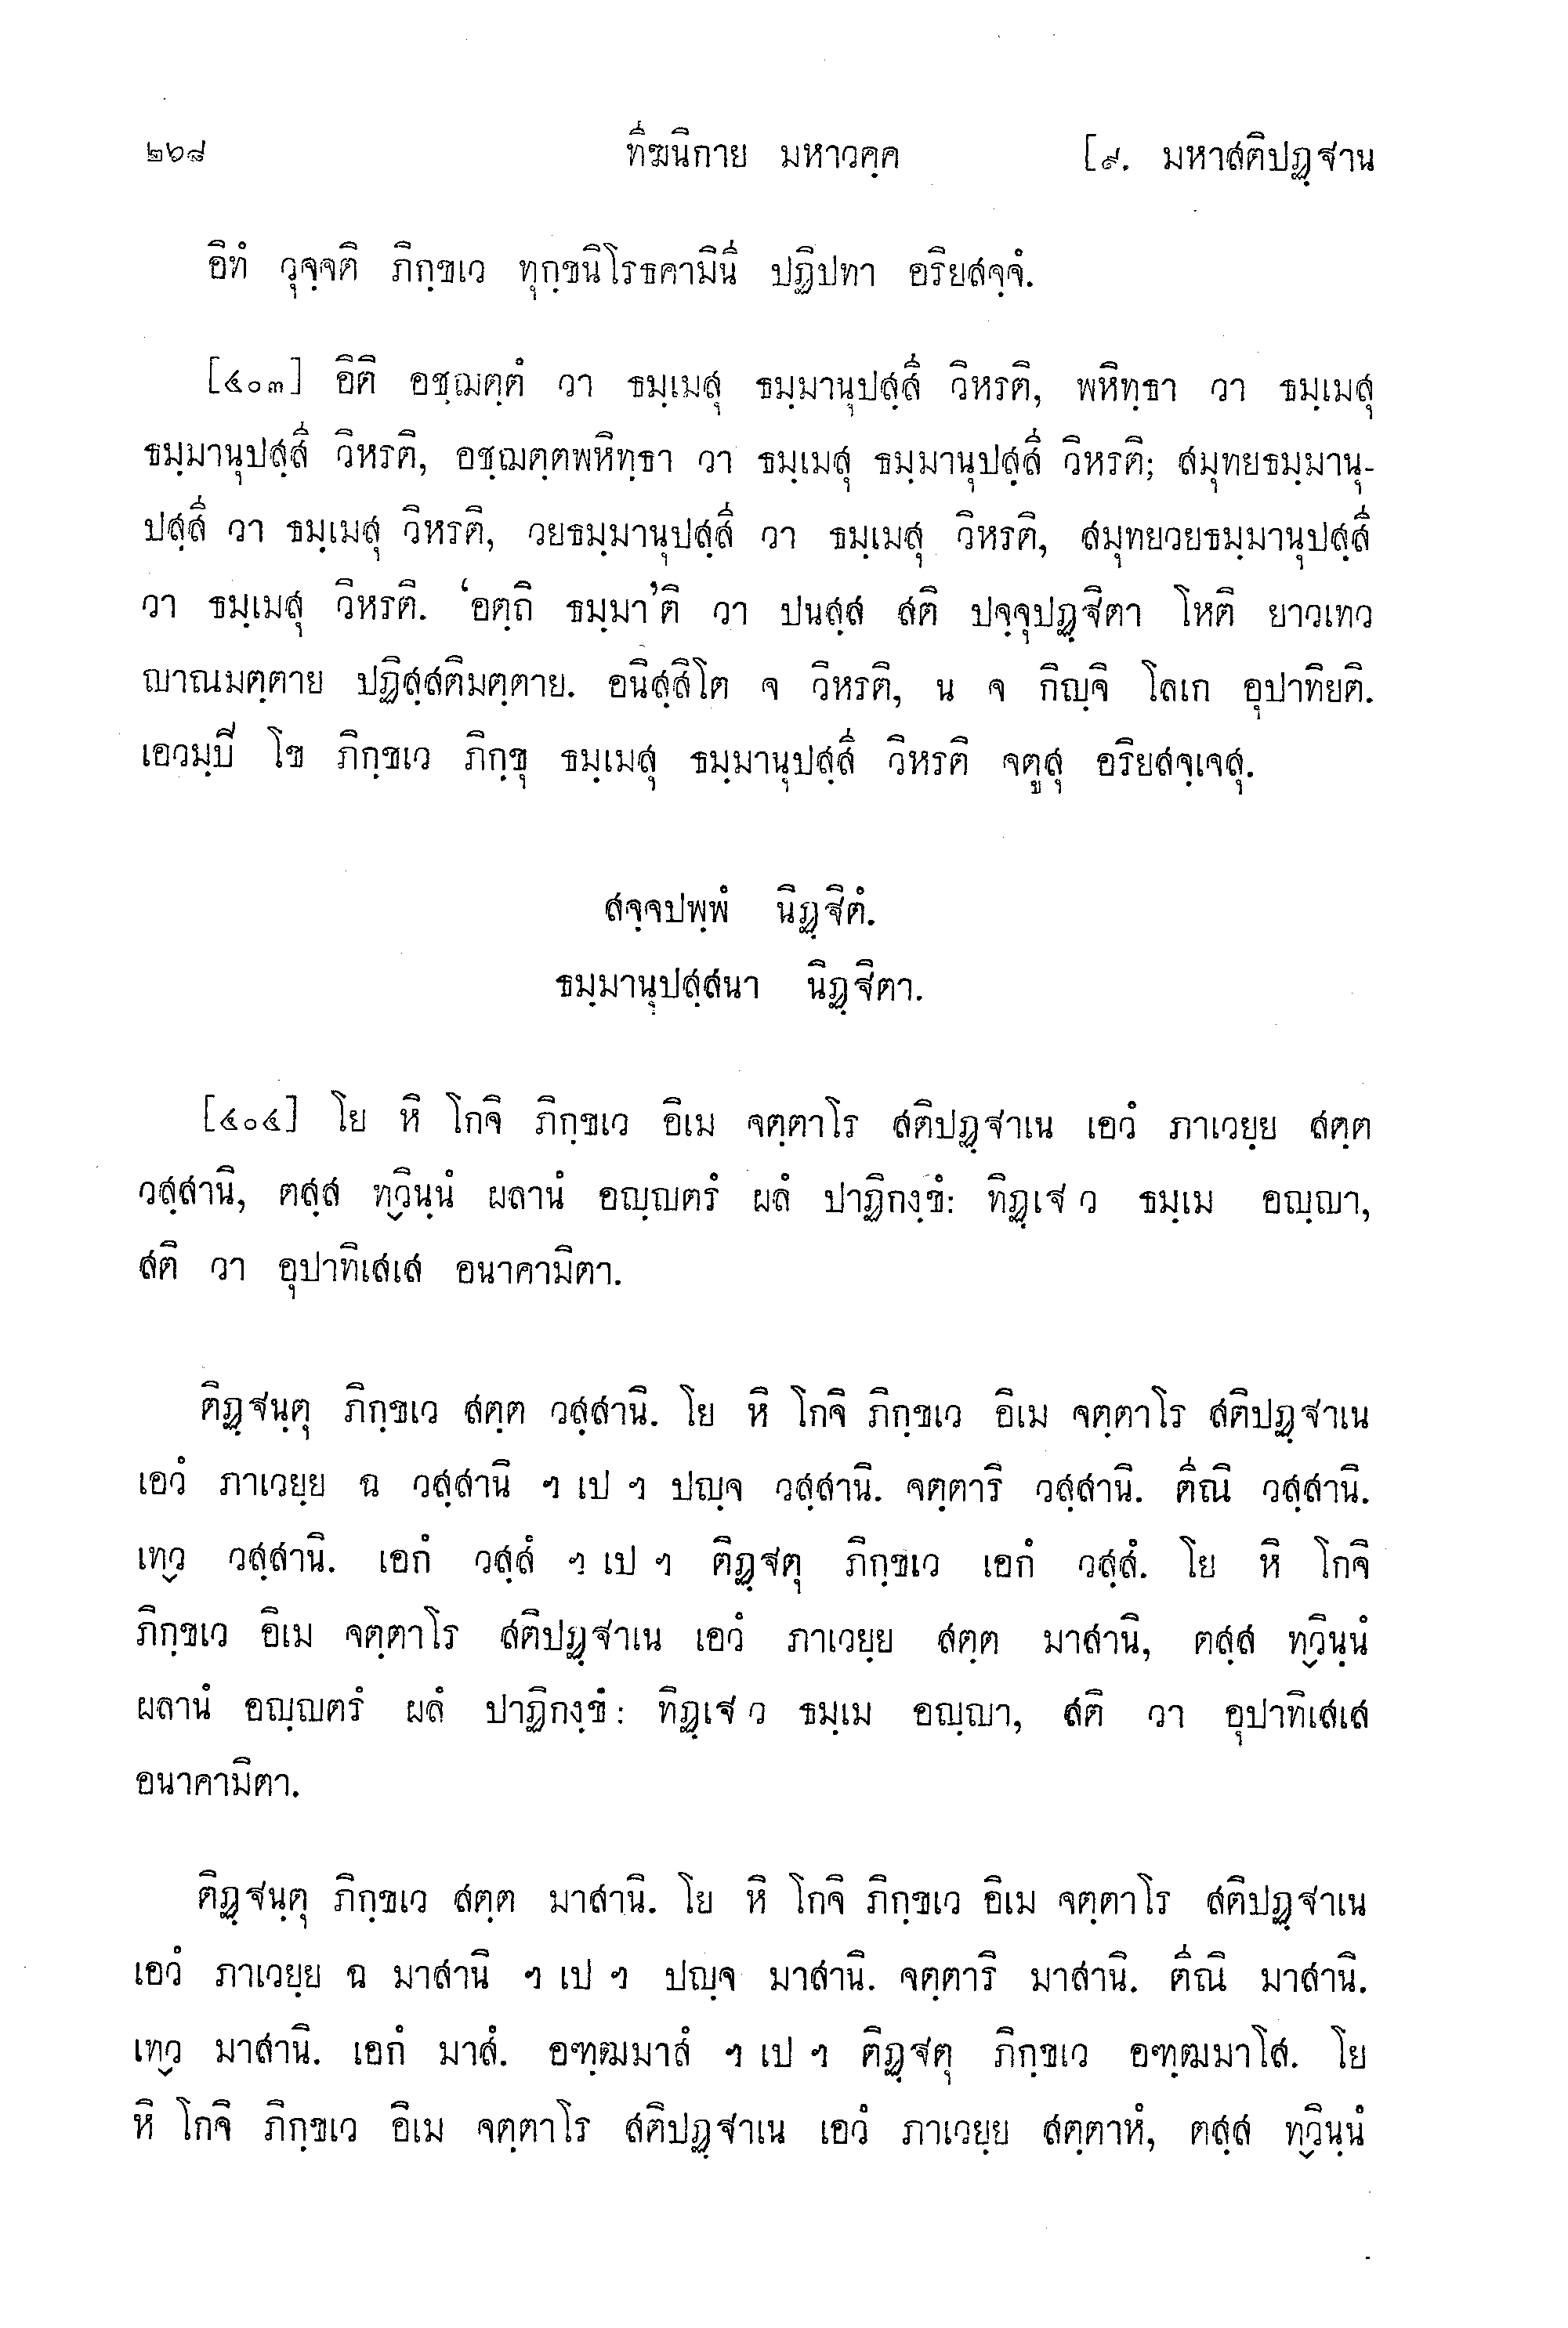 ๒๖๘ ทีฆนิกาย มหาวคฺค [๙. มหาสติปฏฺฐาน
อิทํ วุจฺจติ ภิกฺขเว ทุกฺขนิโรธคามินี ปฏิปทา อริยสจฺจํ.
[๔๐๓] อิติ อชฺฌตฺตํ วา ธมฺเมสุ ธมฺมานุปสฺสี วิหรติ, พหิทฺธา วา ธมฺเมสุ
ธมฺมานุปสฺสี วิหรติ, อชฺฌตฺตพหิทฺธา วา ธมฺเมสุ ธมฺมานุปสฺสี วิหรติ; สมุทยธมฺมานุ-
ปสฺสี วา ธมฺเมสุ วิหรติ, วยธมฺมานุปสฺสี วา ธมฺเมสุ วิหรติ, สมุทยวยธมฺมานุปสฺสี
วา ธมฺเมสุ วิหรติ. ‘อตฺถิ ธมฺมา’ติ วา ปนสฺส สติ ปจฺจุปฏฺฐิตา โหติ ยาวเทว
ญาณมตฺตาย ปฏิสฺสติมตฺตาย. อนิสฺสิโต จ วิหรติ, น จ กิญฺจิ โลเก อุปาทิยติ.
เอวมฺปิ โข ภิกฺขเว ภิกฺขุ ธมฺเมสุ ธมฺมานุปสฺสี วิหรติ จตูสุ อริยสจฺเจสุ.
สจฺจปพฺพํ นิฏฺฐิตํ.
ธมฺมานุปสฺสนา นิฏฺฐิตา.
[๔๐๔] โย หิ โกจิ ภิกฺขเว อิเม จตฺตาโร สติปฏฺฐาเน เอวํ ภาเวยฺย สตฺต
วสฺสานิ, ตสฺส ทฺวินฺนํ ผลานํ อญฺญตรํ ผลํ ปาฏิกงฺขํ: ทิฏฺเฐ ว ธมฺเม อญฺญา,
สติ วา อุปาทิเสเส อนาคามิตา.
ติฏฺฐนฺตุ ภิกฺขเว สตฺต วสฺสานิ. โย หิ โกจิ ภิกฺขเว อิเม จตฺตาโร สติปฏฺฐาเน
เอวํ ภาเวยฺย ฉ วสฺสานิ ฯ เป ฯ ปญฺจ วสฺสานิ. จตฺตาริ วสฺสานิ. ตีณิ วสฺสานิ.
เทฺว วสฺสานิ. เอกํ วสฺสํ ฯ เป ฯ ติฏฺฐตุ ภิกฺขเว เอกํ วสฺสํ. โย หิ โกจิ
ภิกฺขเว อิเม จตฺตาโร สติปฏฺฐาเน เอวํ ภาเวยฺย สตฺต มาสานิ, ตสฺส ทฺวินฺนํ
ผลานํ อญฺญตรํ ผลํ ปาฏิกงฺขํ: ทิฏฺเฐ ว ธมฺเม อญฺญา, สติ วา อุปาทิเสเส
อนาคามิตา.
ติฏฺฐนฺตุ ภิกฺขเว สตฺต มาสานิ. โย หิ โกจิ ภิกฺขเว อิเม จตฺตาโร สติปฏฺฐาเน
เอวํ ภาเวยฺย ฉ มาสานิ ฯ เป ฯ ปญฺจ มาสานิ. จตฺตาริ มาสานิ. ตีณิ มาสานิ.
เทฺว มาสานิ. เอกํ มาสํ. อฑฺฒมาสํ ฯ เป ฯ ติฏฺฐตุ ภิกฺขเว อฑฺฒมาโส. โย
หิ โกจิ ภิกฺขเว อิเม จตฺตาโร สติปฏฺฐาเน เอวํ ภาเวยฺย สตฺตาหํ, ตสฺส ทฺวินฺนํ